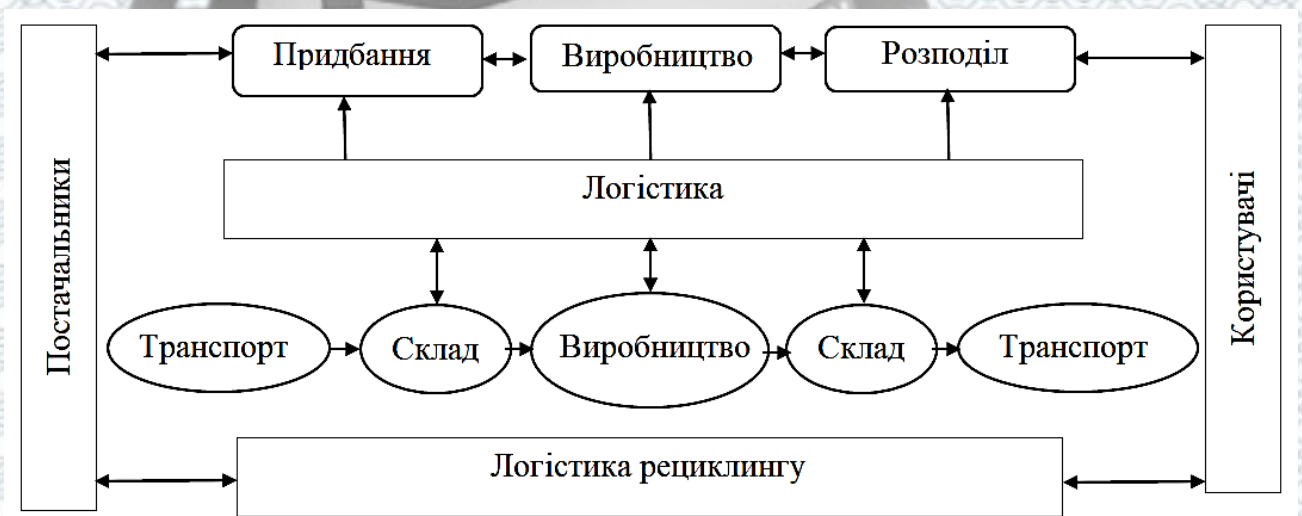 Постачальники
Придбання
Виробництво
Розподіл
Користувачі
Логістика
Транспорт
Склад
Виробництво
Склад
Транспорт
Логістика рециклингу